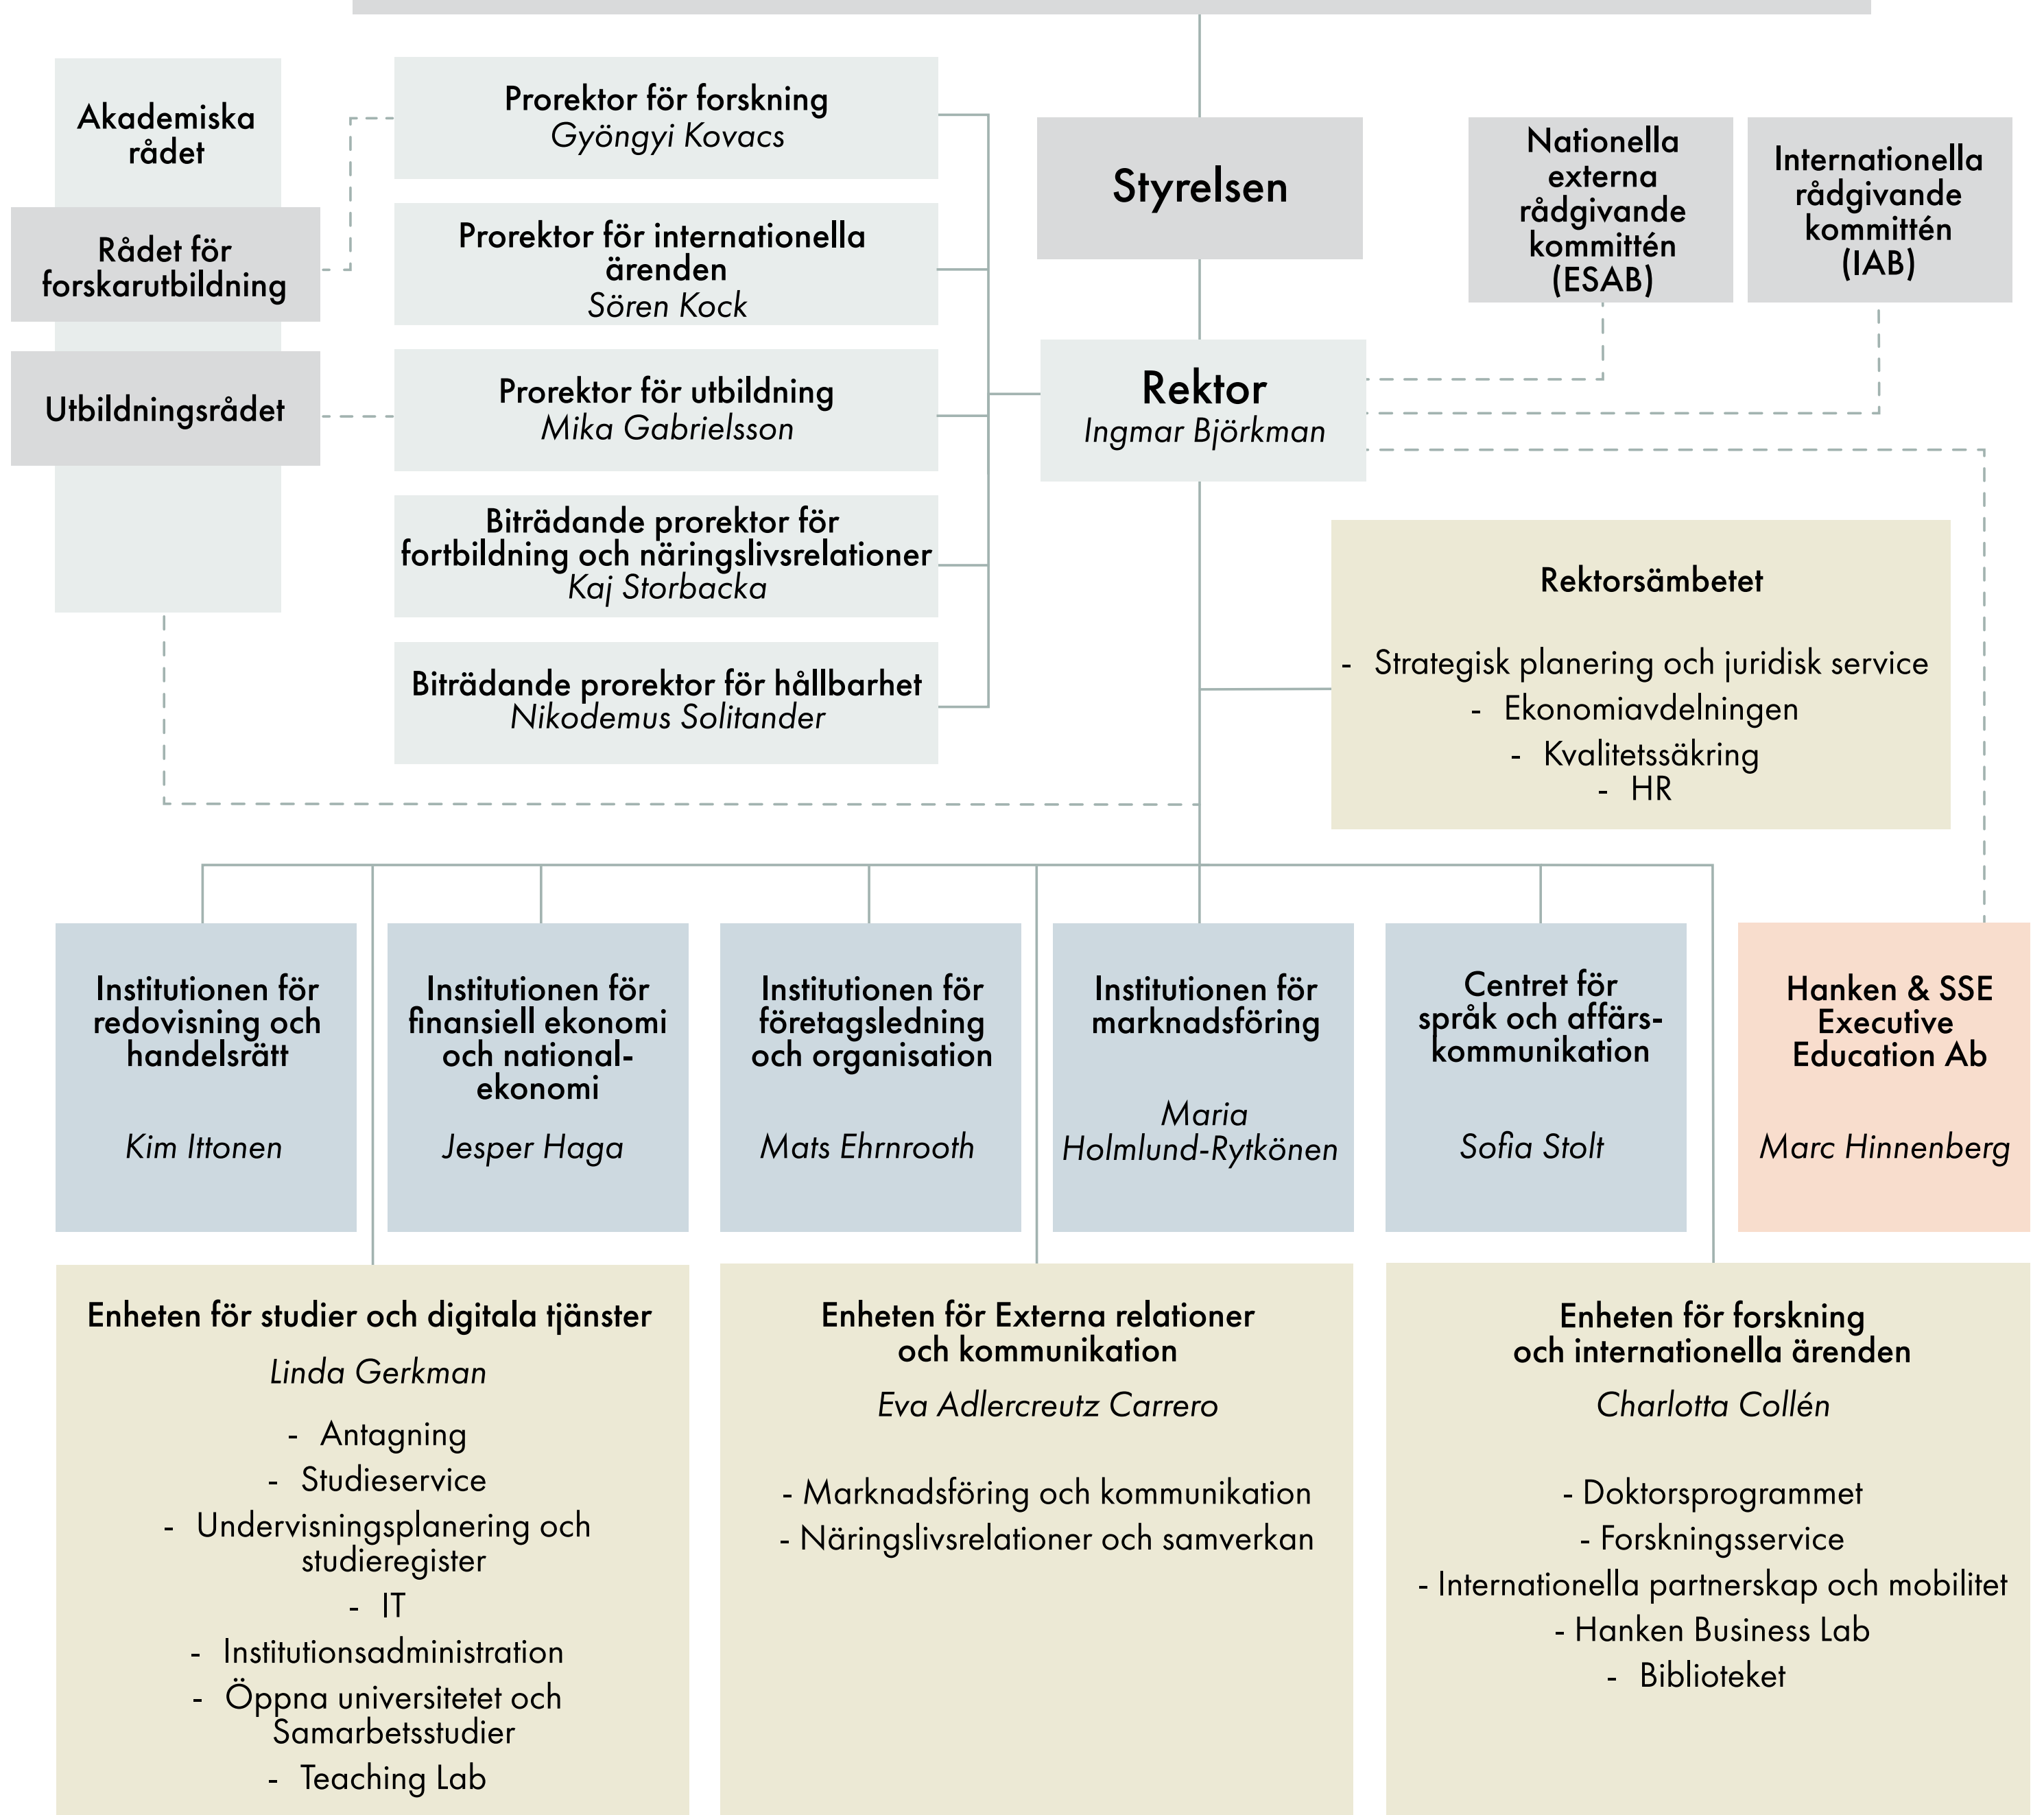 Akademiska
rådet
Rådet för
forskarutbildning
Utbildningsrådet
Prorektor för forskning
Gyöngyi Kovacs
Prorektor för internationella
ärenden
Sören Kock
Prorektor för utbildning
Mika Gabrielsson
Biträdande prorektor för
fortbildning och näringslivsrelationer
Kaj Storbacka
Biträdande prorektor för hållbarhet
Nikodemus Solitander
Styrelsen
Rektor
Ingmar Björkman
Nationella
externa
rådgivande
kommittén
(ESAB)
Internationella
rådgivande
kommittén
(IAB)
Rektorsämbetet
- Strategisk planering och juridisk service
- Ekonomiavdelningen
- Kvalitetssäkring
- HR
Institutionen för
redovisning och
handelsrätt
Kim Ittonen
Institutionen för
finansiell ekonomi
och national-
ekonomi
Jesper Haga
Institutionen för
företagsledning
och organisation
Mats Ehrnrooth
Institutionen för
marknadsföring
Maria
Holmlund-Rytkönen
Centret för
språk och affärs-
kommunikation
Sofia Stolt
Hanken & SSE
Executive
Education Ab
Marc Hinnenberg
Enheten för studier och digitala tjänster
Linda Gerkman
- Antagning
- Studieservice
- Undervisningsplanering och
studieregister
- IT
- Institutionsadministration
- Öppna universitetet och
Samarbetsstudier
- Teaching Lab
Enheten för Externa relationer
och kommunikation
Eva Adlercreutz Carrero
- Marknadsföring och kommunikation
- Näringslivsrelationer och samverkan
Enheten för forskning
och internationella ärenden
Charlotta Collén
- Doktorsprogrammet
- Forskningsservice
- Internationella partnerskap och mobilitet
- Hanken Business Lab
- Biblioteket